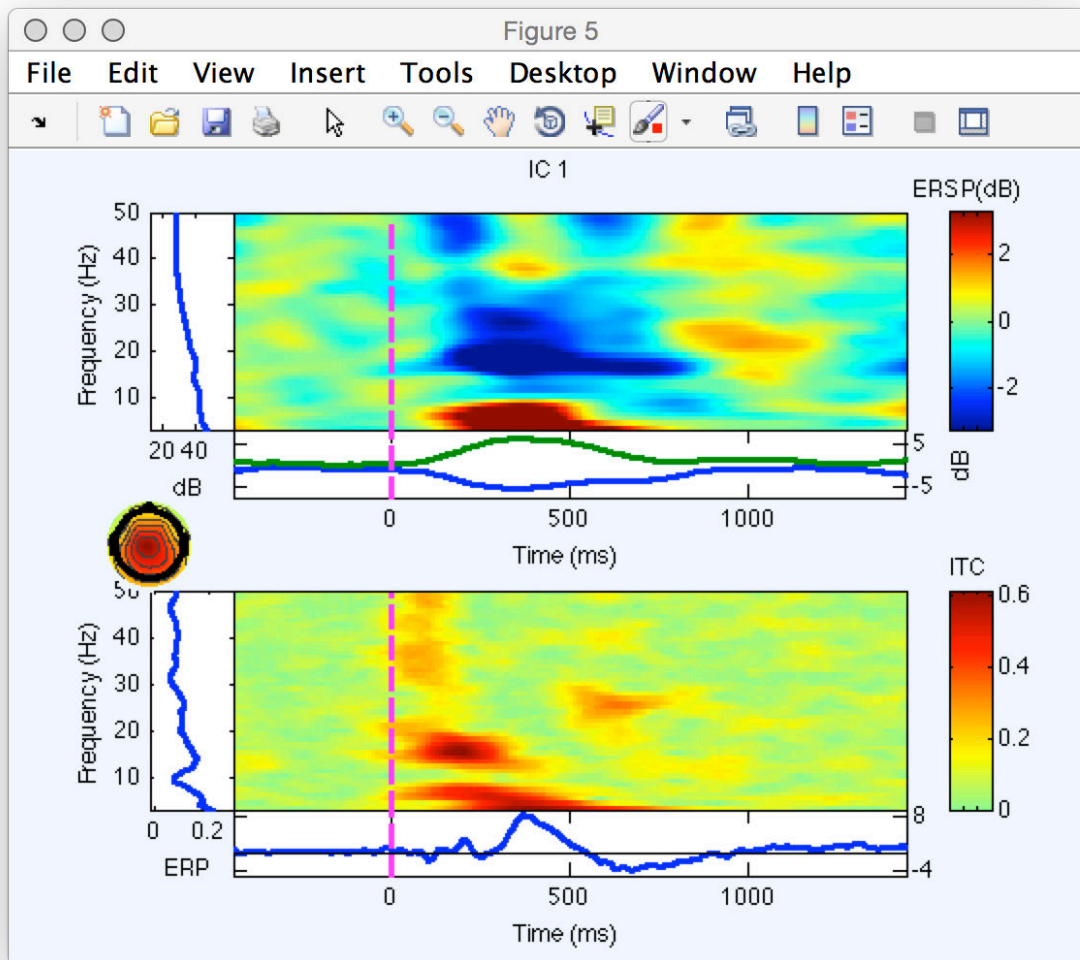 Figure 5
File Edit View Insert Tools Desktop Window Help
IC 1
ERSP(dB)
50
40
30
20
10
Frequency (Hz)
2
0
-2
20 40
dB
5
-5
dB
0 500 1000
Time (ms)
ITC
50
40
30
20
10
Frequency (Hz)
0.6
0.4
0.2
0
0 0.2
ERP
8
-4
0 500 1000
Time (ms)